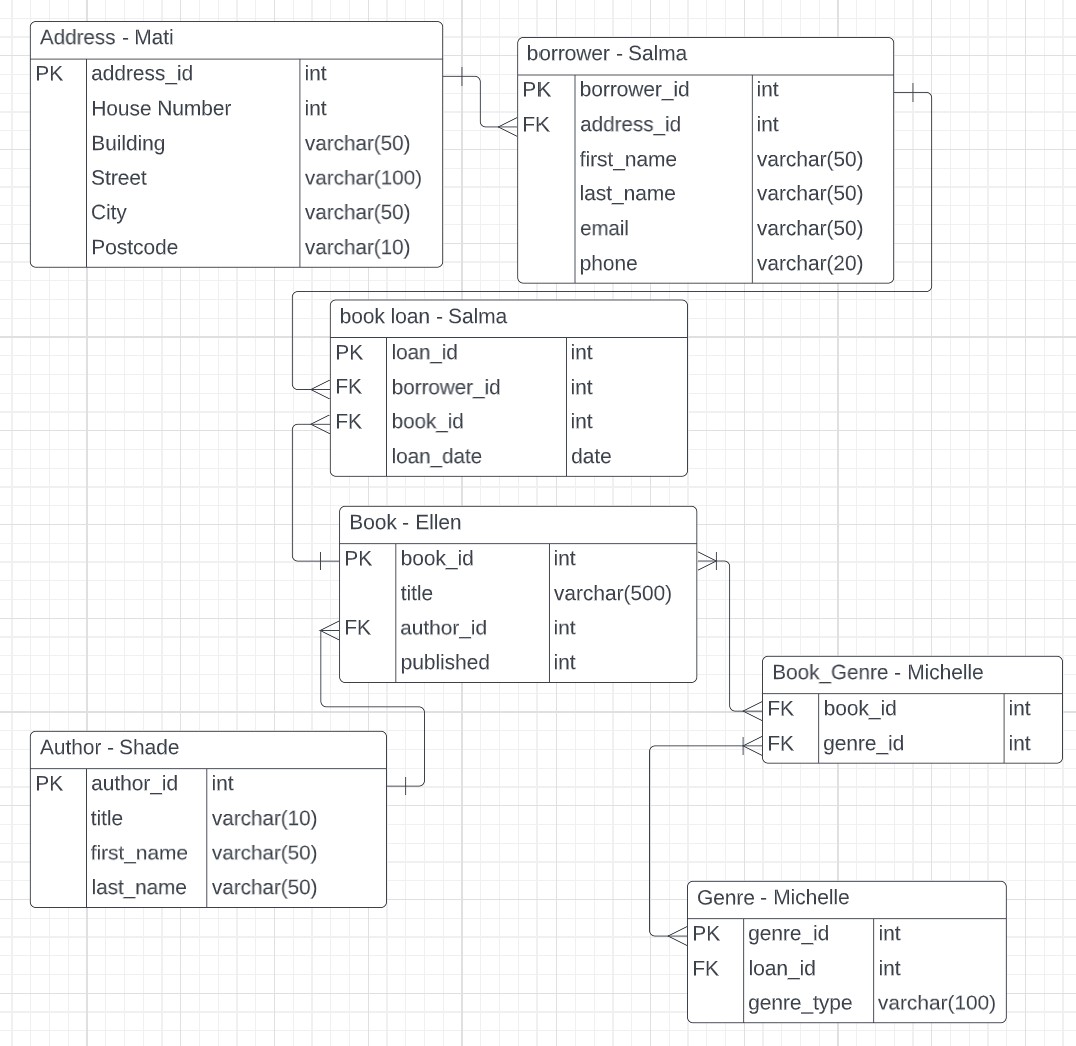 Address - Mati
PK address_id int
House Number int
Building varchar(50)
Street varchar(100)
City varchar(50)
Postcode varchar(10)
borrower - Salma
PK borrower_id int
FK address_id int
first_name varchar(50)
last_name varchar(50)
email varchar(50)
phone varchar(20)
book loan - Salma
PK loan_id int
FK borrower_id int
FK book_id int
loan_date date
Book - Ellen
PK book_id int
title varchar(500)
FK author_id int
published int
Book_Genre - Michelle
FK book_id int
FK genre_id int
Author - Shade
PK author_id int
title varchar(10)
first_name varchar(50)
last_name varchar(50)
Genre - Michelle
PK genre_id int
FK loan_id int
genre_type varchar(100)